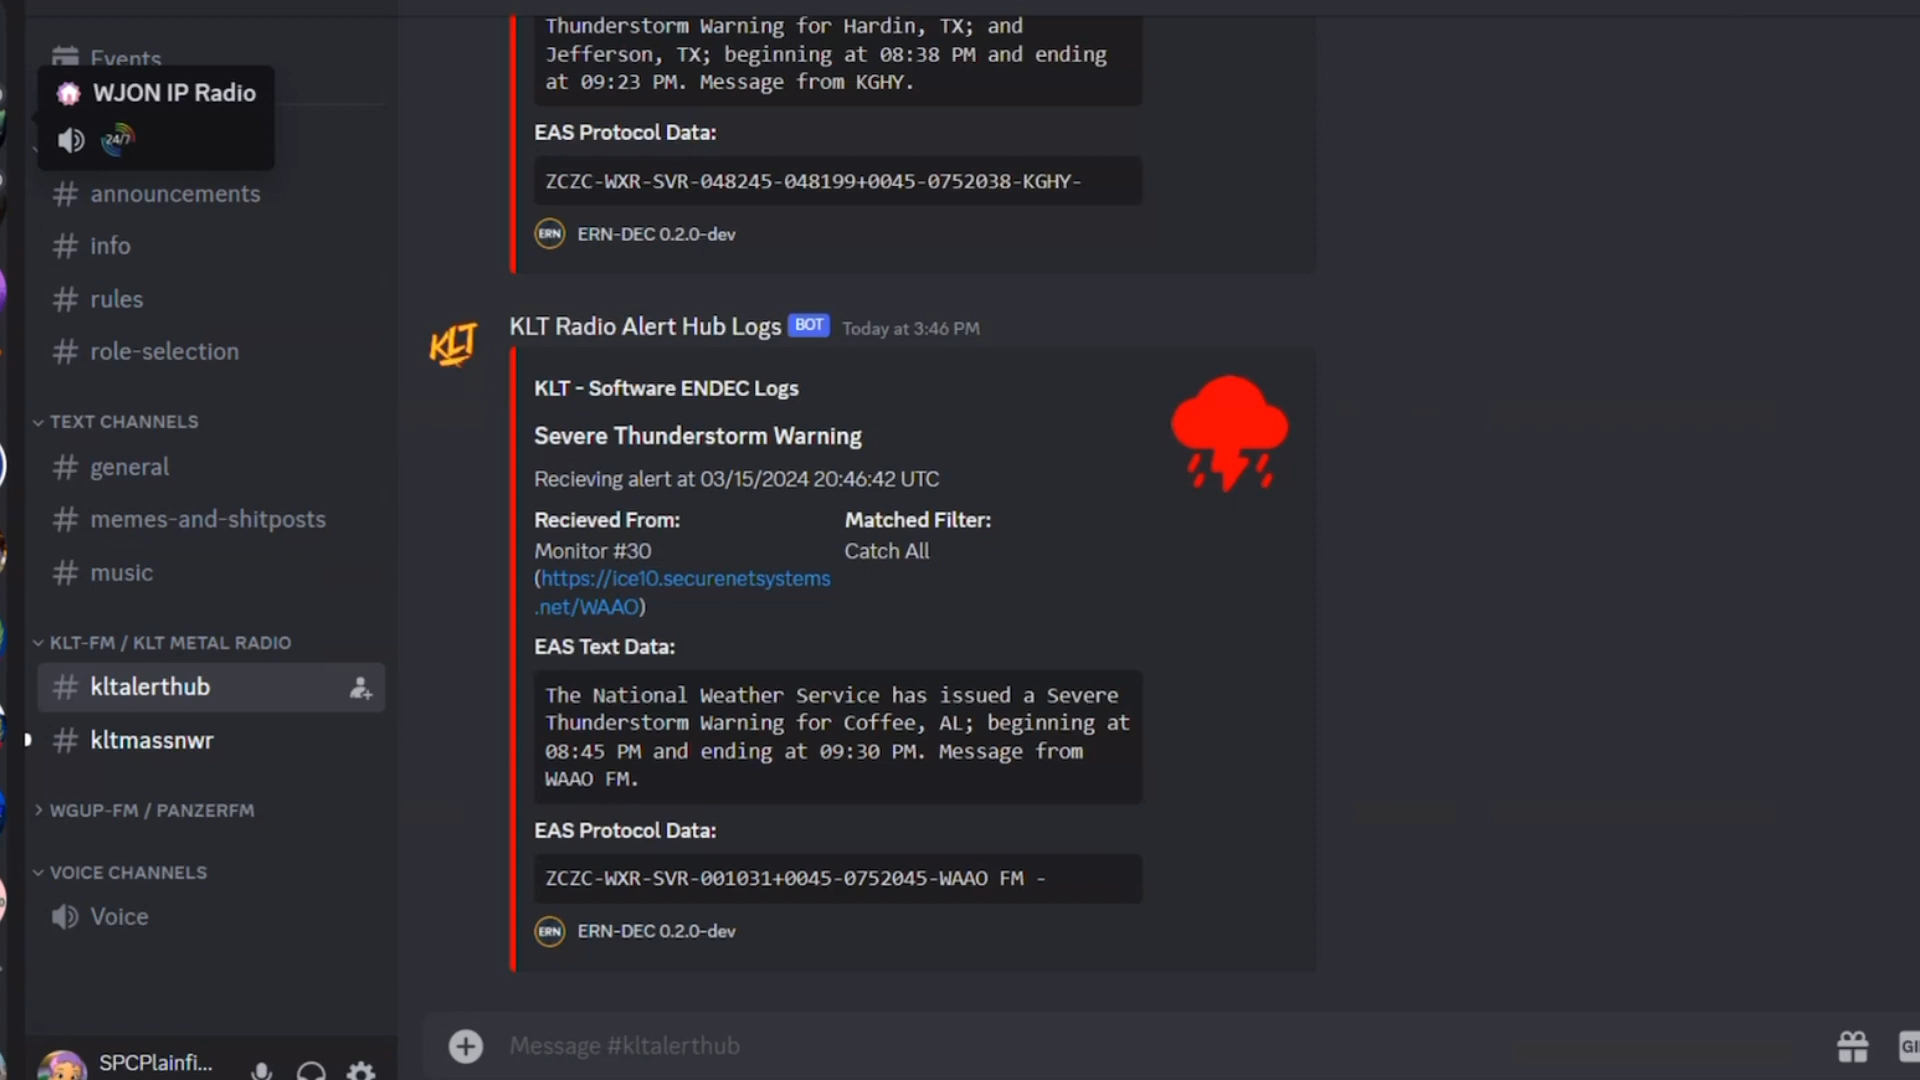 Events
WJON IP Radio
24/7
announcements
info
rules
role-selection
TEXT CHANNELS
general
memes-and-shitposts
music
KLT-FM / KLT METAL RADIO
kltalerthub
kltmassnwr
WGUP-FM / PANZERFM
VOICE CHANNELS
Voice
SPCPlainfi...
Thunderstorm Warning for Hardin, TX; and
Jefferson, TX; beginning at 08:38 PM and ending
at 09:23 PM. Message from KGHY.
EAS Protocol Data:
ZCZC-WXR-SVR-048245-048199+0045-0752038-KGHY-
ERN ERN-DEC 0.2.0-dev
KLT
KLT Radio Alert Hub Logs BOT Today at 3:46 PM
KLT - Software ENDEC Logs
Severe Thunderstorm Warning
Recieving alert at 03/15/2024 20:46:42 UTC
Recieved From: Matched Filter:
Monitor #30 Catch All
(https://ice10.securenetsystems
.net/WAAO)
EAS Text Data:
The National Weather Service has issued a Severe
Thunderstorm Warning for Coffee, AL; beginning at
08:45 PM and ending at 09:30 PM. Message from
WAAO FM.
EAS Protocol Data:
ZCZC-WXR-SVR-001031+0045-0752045-WAAO FM -
ERN ERN-DEC 0.2.0-dev
Message #kltalerthub